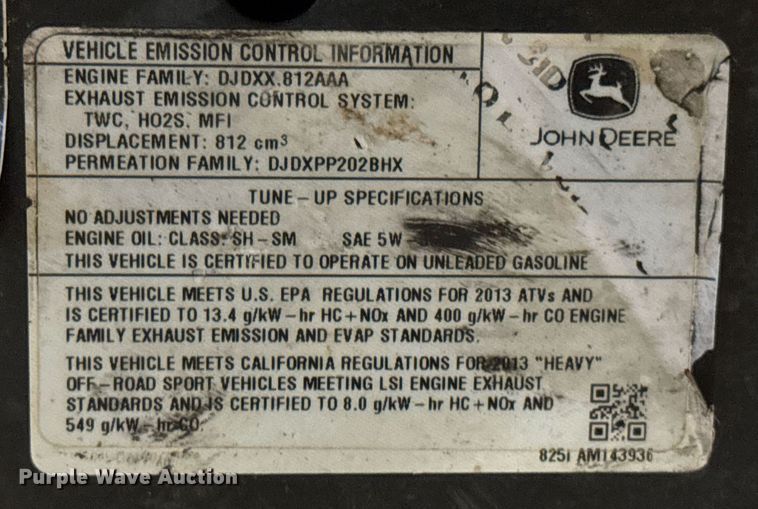 VEHICLE EMISSION CONTROL INFORMATION
ENGINE FAMILY: DJDXX.812AAA
EXHAUST EMISSION CONTROL SYSTEM:
TWC, HO2S, MFI
DISPLACEMENT: 812 cm³
PERMEATION FAMILY: DJDXPP202BHX
JOHN DEERE
TUNE-UP SPECIFICATIONS
NO ADJUSTMENTS NEEDED
ENGINE OIL: CLASS: SH-SM SAE 5W-
THIS VEHICLE IS CERTIFIED TO OPERATE ON UNLEADED GASOLINE
THIS VEHICLE MEETS U.S. EPA REGULATIONS FOR 2013 ATVs AND
IS CERTIFIED TO 13.4 g/kW-hr HC+NOx AND 400 g/kW-hr CO ENGINE
FAMILY EXHAUST EMISSION AND EVAP STANDARDS.
THIS VEHICLE MEETS CALIFORNIA REGULATIONS FOR 2013 "HEAVY"
OFF-ROAD SPORT VEHICLES MEETING LSI ENGINE EXHAUST
STANDARDS AND IS CERTIFIED TO 8.0 g/kW-hr HC+NOx AND
549 g/kW-hr CO
825I AM143936
Purple Wave Auction